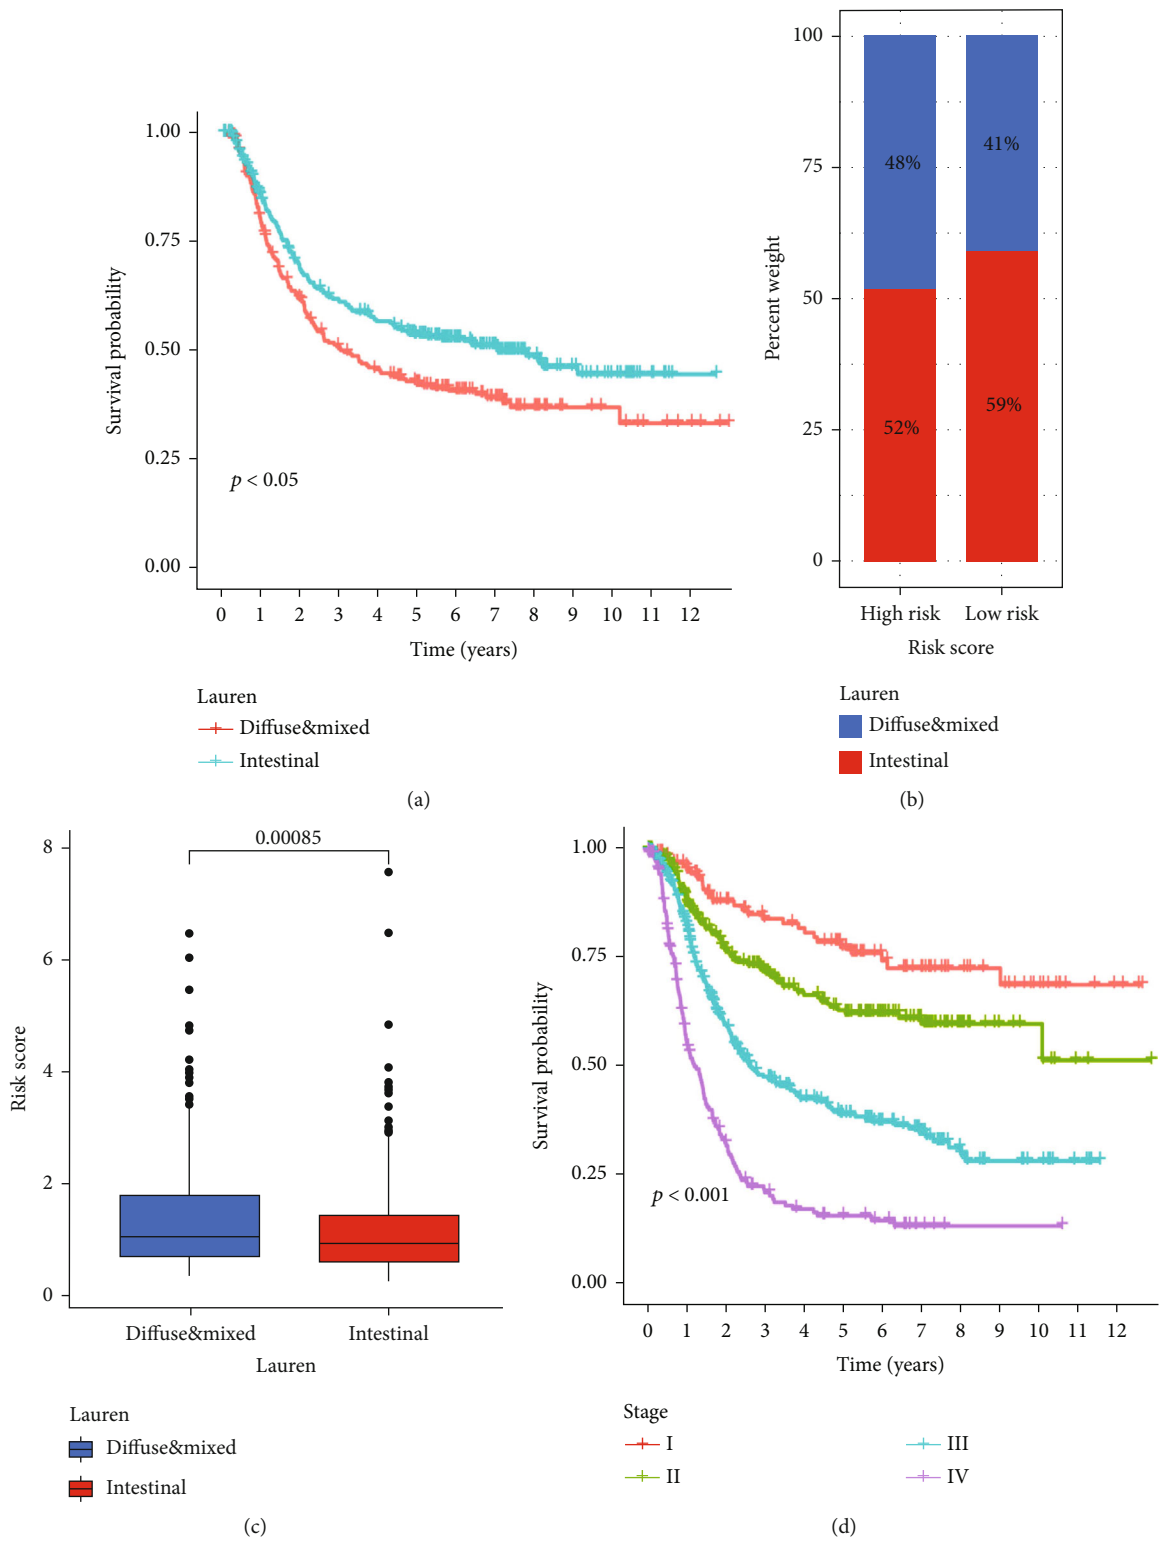 1.00
0.75
0.50
0.25
0.00
Survival probability
p < 0.05
0 1 2 3 4 5 6 7 8 9 10 11 12
Time (years)
Lauren
Diffuse&mixed
Intestinal
(a)
100
75
50
25
0
Percent weight
48%
41%
52%
59%
High risk Low risk
Risk score
Lauren
Diffuse&mixed
Intestinal
(b)
8
6
4
2
0
Risk score
0.00085
Diffuse&mixed Intestinal
Lauren
Lauren
Diffuse&mixed
Intestinal
(c)
1.00
0.75
0.50
0.25
0.00
Survival probability
p < 0.001
0 1 2 3 4 5 6 7 8 9 10 11 12
Time (years)
Stage
I III
II IV
(d)